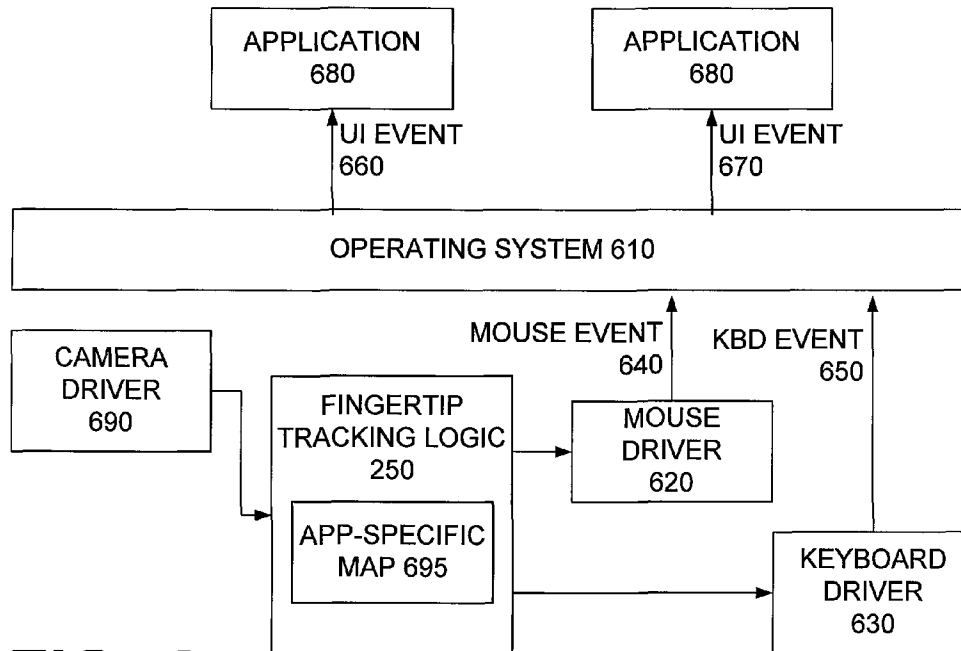 APPLICATION
680
APPLICATION
680
UI EVENT
660
UI EVENT
670
OPERATING SYSTEM 610
MOUSE EVENT
640
KBD EVENT
650
CAMERA
DRIVER
690
FINGERTIP
TRACKING LOGIC
250
APP-SPECIFIC
MAP 695
MOUSE
DRIVER
620
KEYBOARD
DRIVER
630